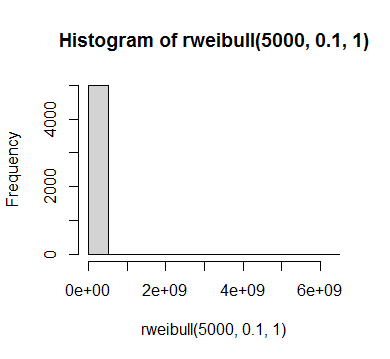 Histogram of rweibull(5000, 0.1, 1)
Frequency
4000
2000
0
0e+00 2e+09 4e+09 6e+09
rweibull(5000, 0.1, 1)